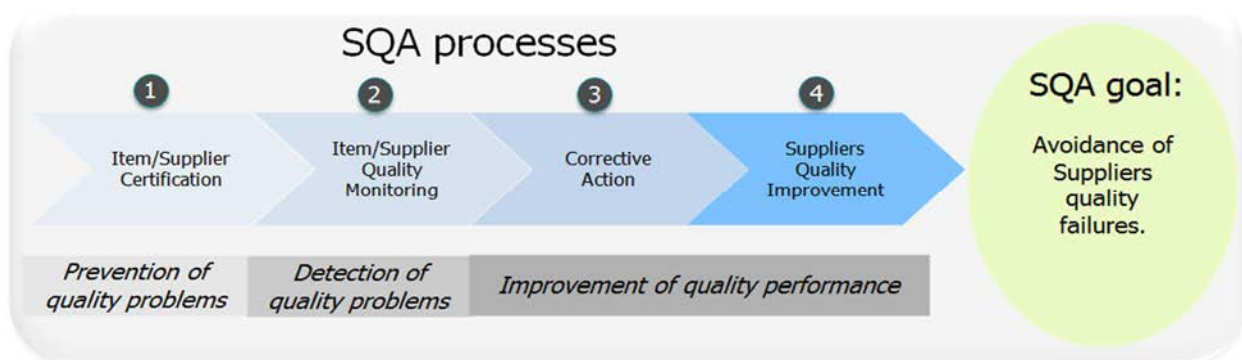 SQA processes
1
2
3
4
Item/Supplier
Certification
Item/Supplier
Quality
Monitoring
Corrective
Action
Suppliers
Quality
Improvement
Prevention of
quality problems
Detection of
quality problems
Improvement of quality performance
SQA goal:
Avoidance of
Suppliers
quality
failures.